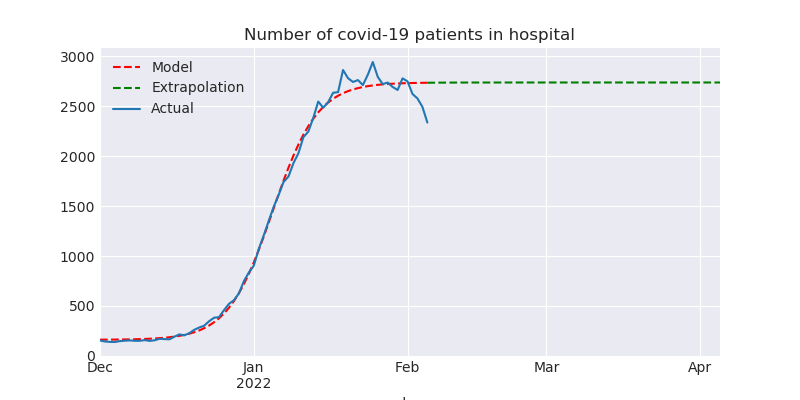 Number of covid-19 patients in hospital
Model
Extrapolation
Actual
3000
2500
2000
1500
1000
500
0
Dec
Jan
2022
Feb
Mar
Apr